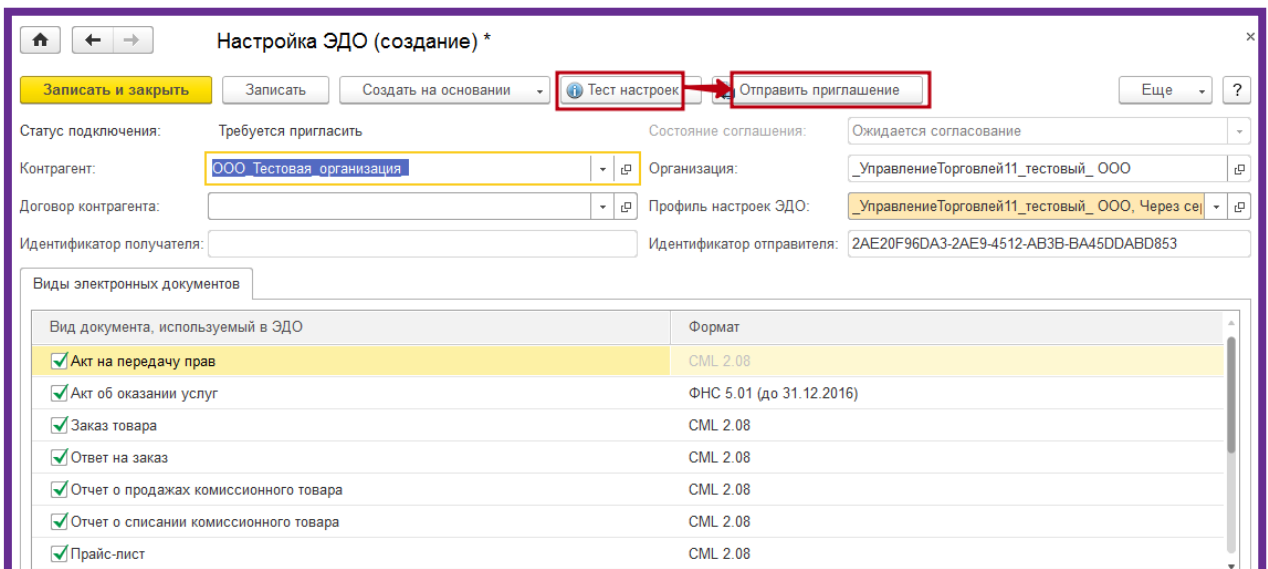 Настройка ЭДО (создание) *
Записать и закрыть Записать Создать на основании Тест настроек Отправить приглашение Еще ?
Статус подключения: Требуется пригласить Состояние соглашения: Ожидается согласование
Контрагент: ООО_Тестовая_организация_ Организация: _УправлениеТорговлей11_тестовый_ ООО
Договор контрагента: Профиль настроек ЭДО: _УправлениеТорговлей11_тестовый_ ООО, Через сер
Идентификатор получателя: Идентификатор отправителя: 2AE20F96DA3-2AE9-4512-AB3B-BA45DDABD853
Виды электронных документов
Вид документа, используемый в ЭДО Формат
Акт на передачу прав CML 2.08
Акт об оказании услуг ФНС 5.01 (до 31.12.2016)
Заказ товара CML 2.08
Ответ на заказ CML 2.08
Отчет о продажах комиссионного товара CML 2.08
Отчет о списании комиссионного товара CML 2.08
Прайс-лист CML 2.08